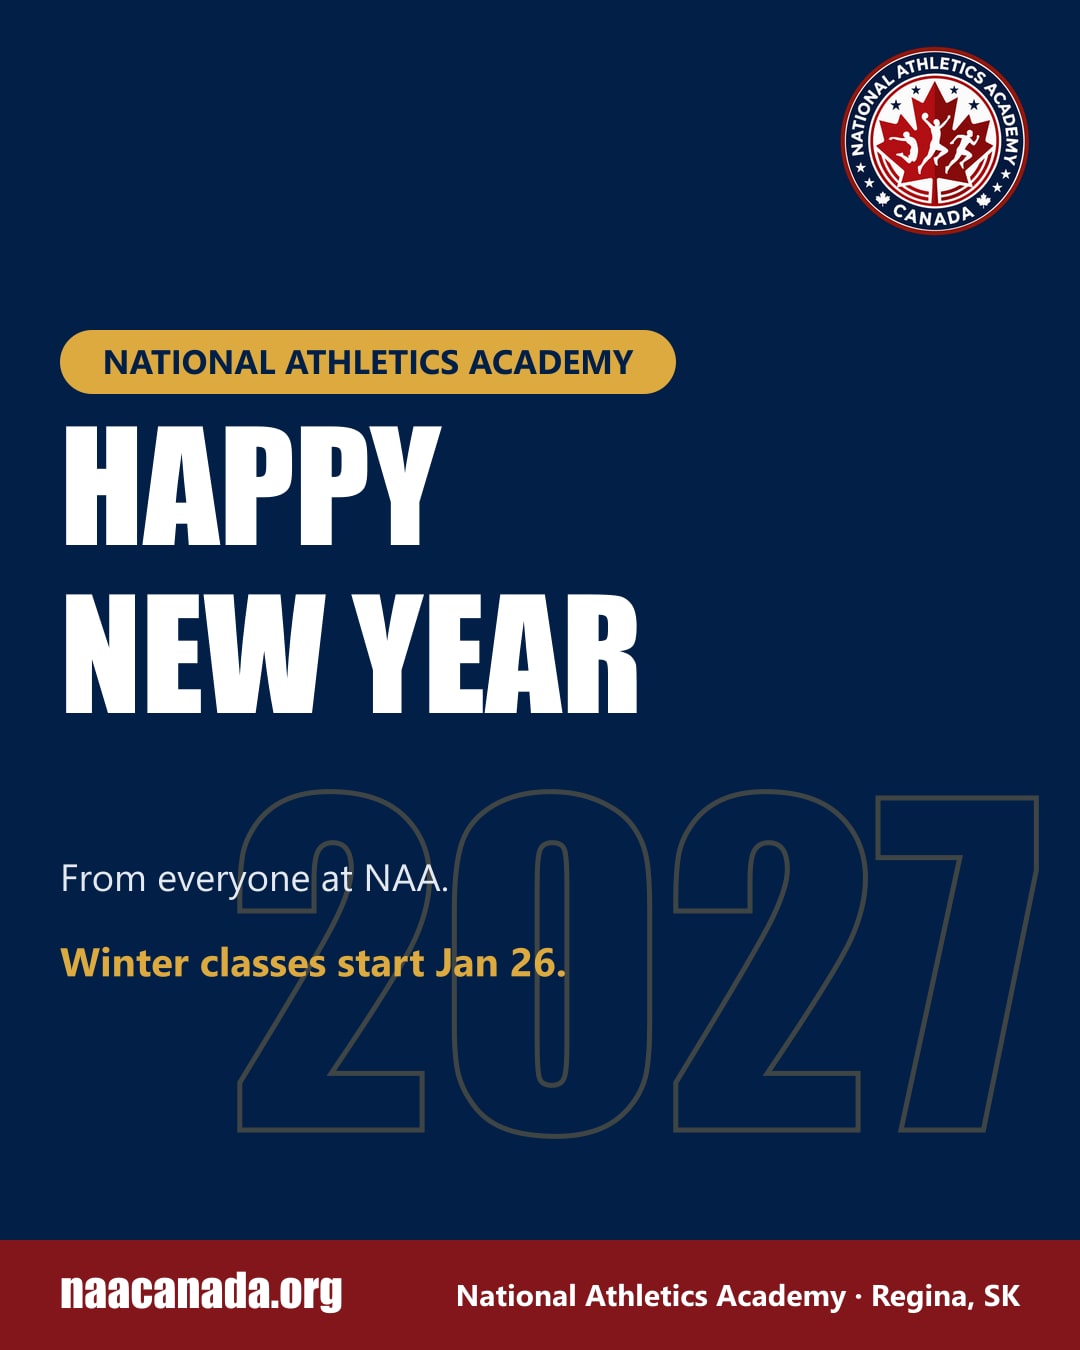 NATIONAL ATHLETICS ACADEMY
CANADA
NATIONAL ATHLETICS ACADEMY
HAPPY
NEW YEAR
2027
From everyone at NAA.
Winter classes start Jan 26.
naacanada.org
National Athletics Academy · Regina, SK